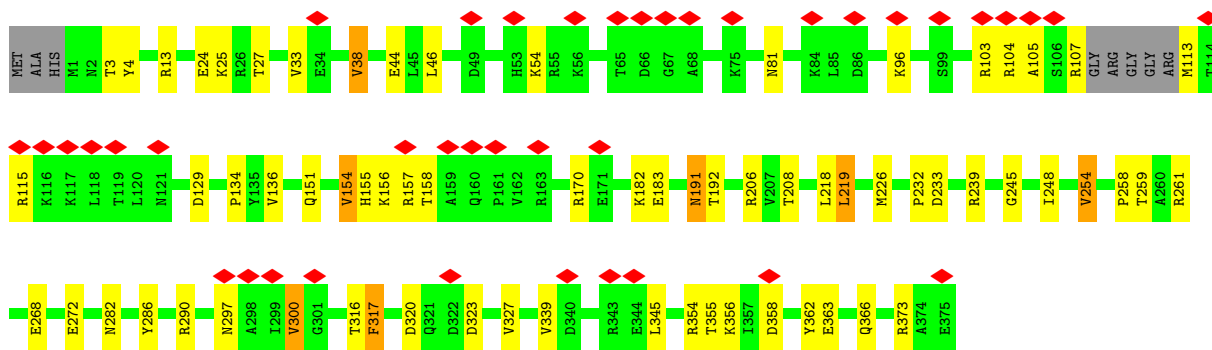 MET ALA HIS M1 N2 T3 Y4 R13 E24 K25 R26 T27 V33 E34 V38 E44 L45 L46 D49 H53 K54 R55 K56 T65 D66 G67 A68 K75 N81 K84 L85 D86 K96 S99 R103 R104 A105 S106 R107 GLY ARG GLY GLY ARG M113 T114
R115 K116 K117 L118 T119 L120 N121 D129 P134 Y135 V136 Q151 V154 H155 K156 R157 T158 A159 Q160 P161 V162 R163 R170 E171 K182 E183 N191 T192 R206 V207 T208 L218 L219 M226 P232 D233 R239 G245 I248 V254 P258 T259 A260 R261
E268 E272 N282 Y286 R290 N297 A298 I299 V300 G301 T316 F317 D320 Q321 D322 D323 V327 V339 D340 R343 E344 L345 R354 T355 K356 I357 D358 Y362 E363 Q366 R373 A374 E375